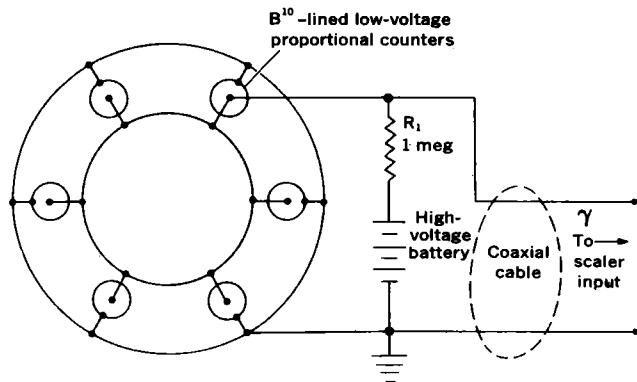 B¹⁰-lined low-voltage
proportional counters
R₁
1 meg
High-
voltage
battery
Coaxial
cable
γ
To
scaler
input